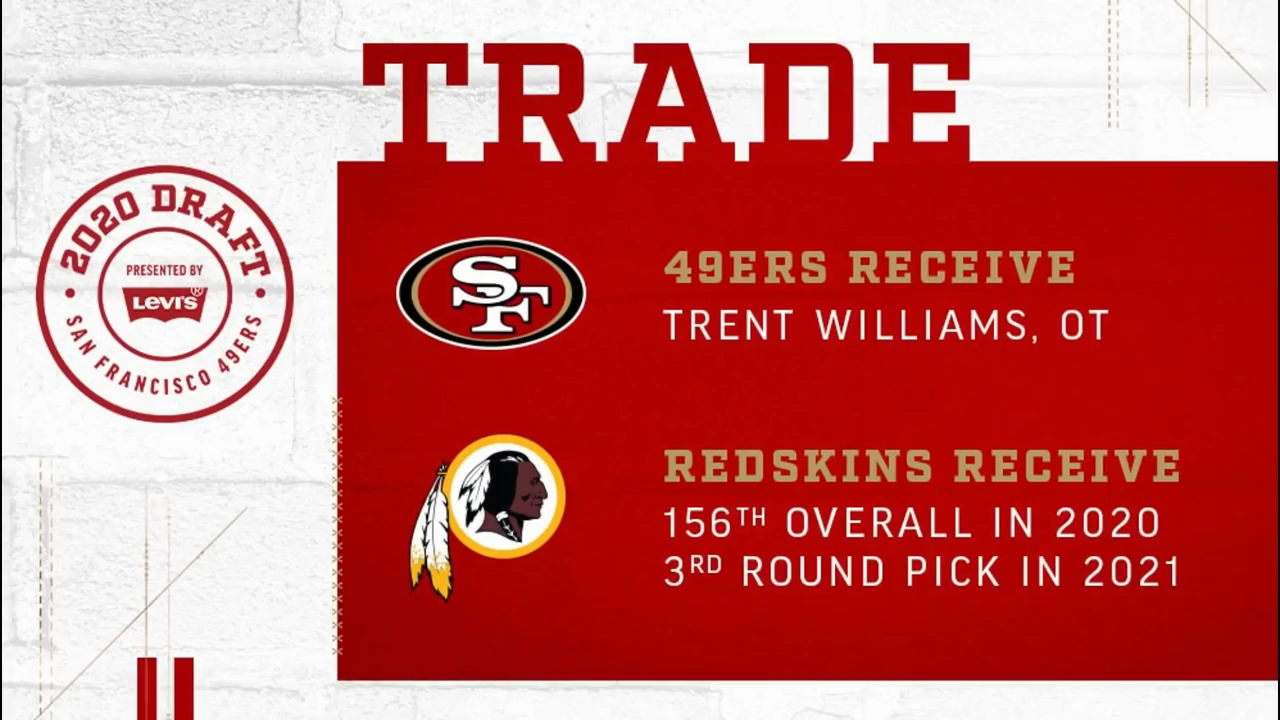 TRADE
2020 DRAFT
PRESENTED BY
LEVI'S®
SAN FRANCISCO 49ERS
SF
49ERS RECEIVE
TRENT WILLIAMS, OT
REDSKINS RECEIVE
156TH OVERALL IN 2020
3RD ROUND PICK IN 2021